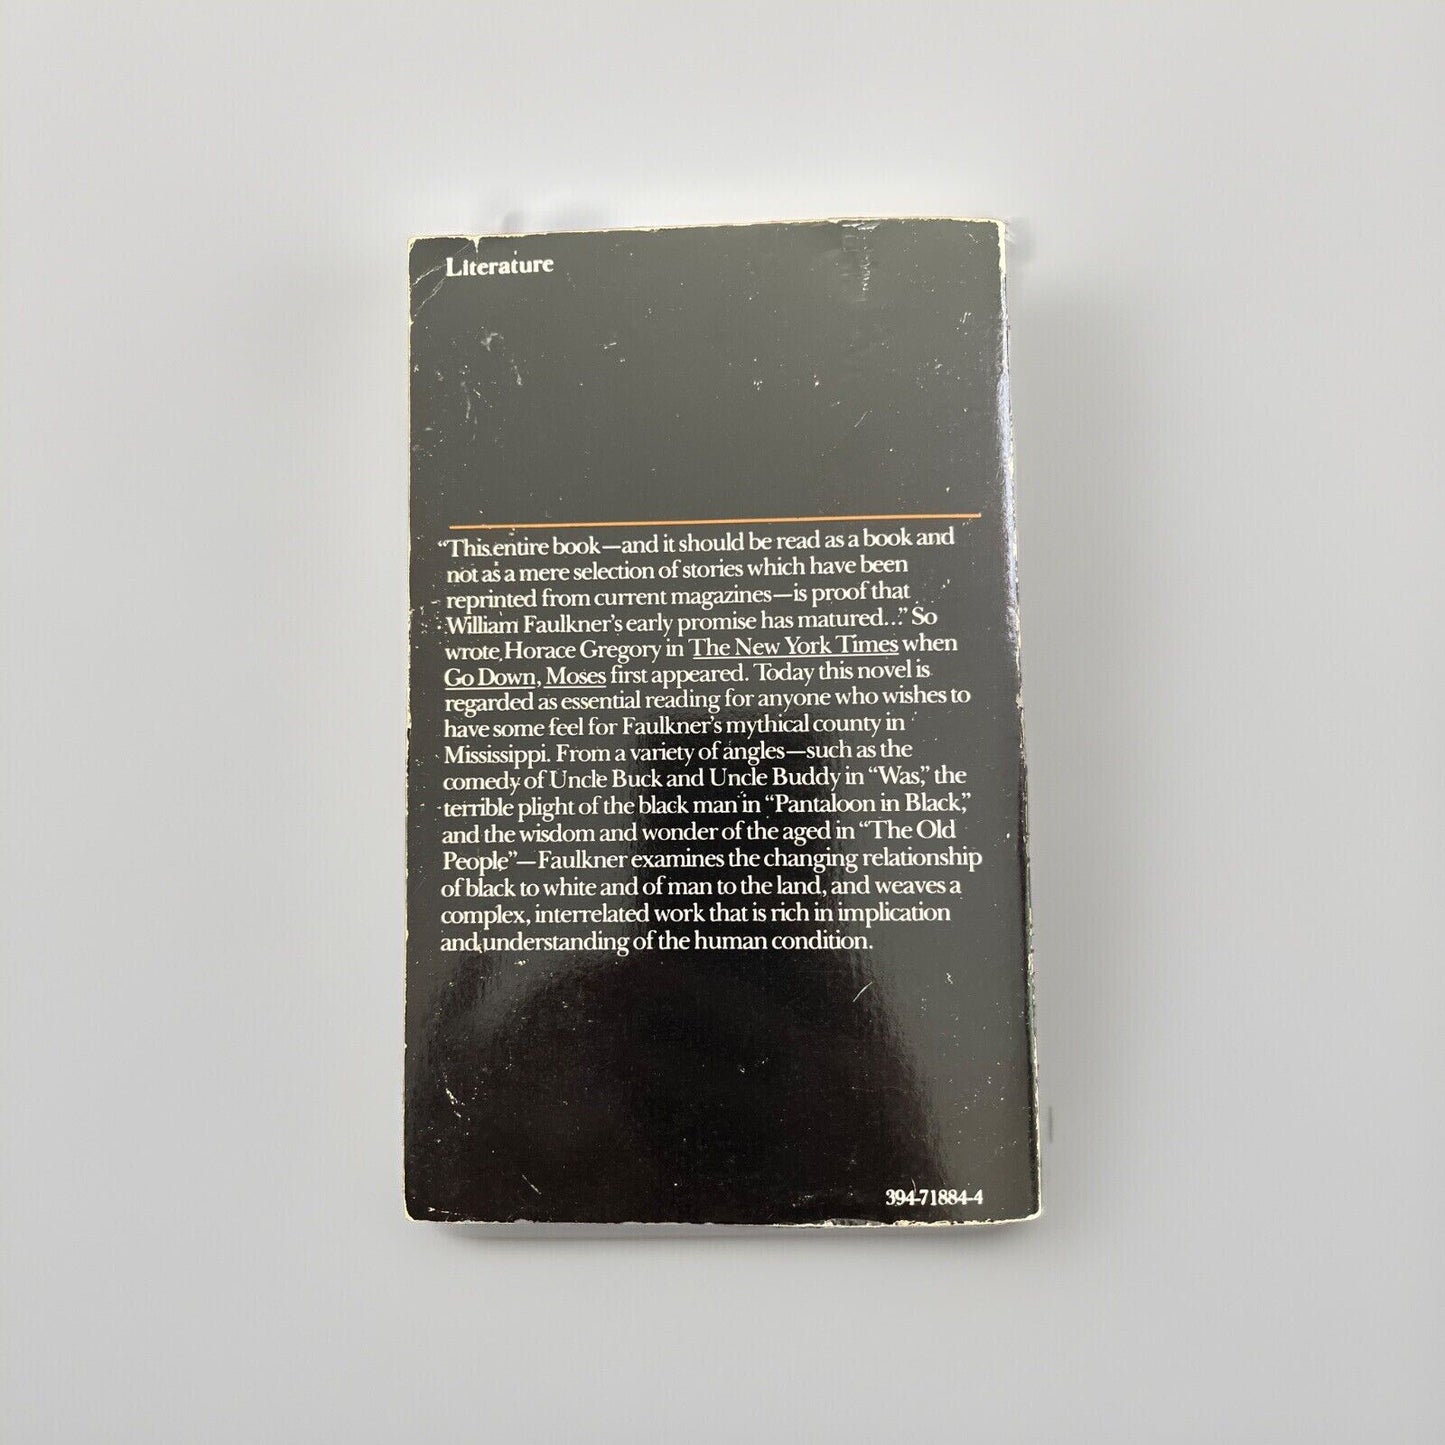 Literature
“This entire book—and it should be read as a book and
not as a mere selection of stories which have been
reprinted from current magazines—is proof that
William Faulkner's early promise has matured...” So
wrote Horace Gregory in The New York Times when
Go Down, Moses first appeared. Today this novel is
regarded as essential reading for anyone who wishes to
have some feel for Faulkner's mythical county in
Mississippi. From a variety of angles—such as the
comedy of Uncle Buck and Uncle Buddy in “Was,” the
terrible plight of the black man in “Pantaloon in Black,”
and the wisdom and wonder of the aged in “The Old
People”—Faulkner examines the changing relationship
of black to white and of man to the land, and weaves a
complex, interrelated work that is rich in implication
and understanding of the human condition.
394-71884-4